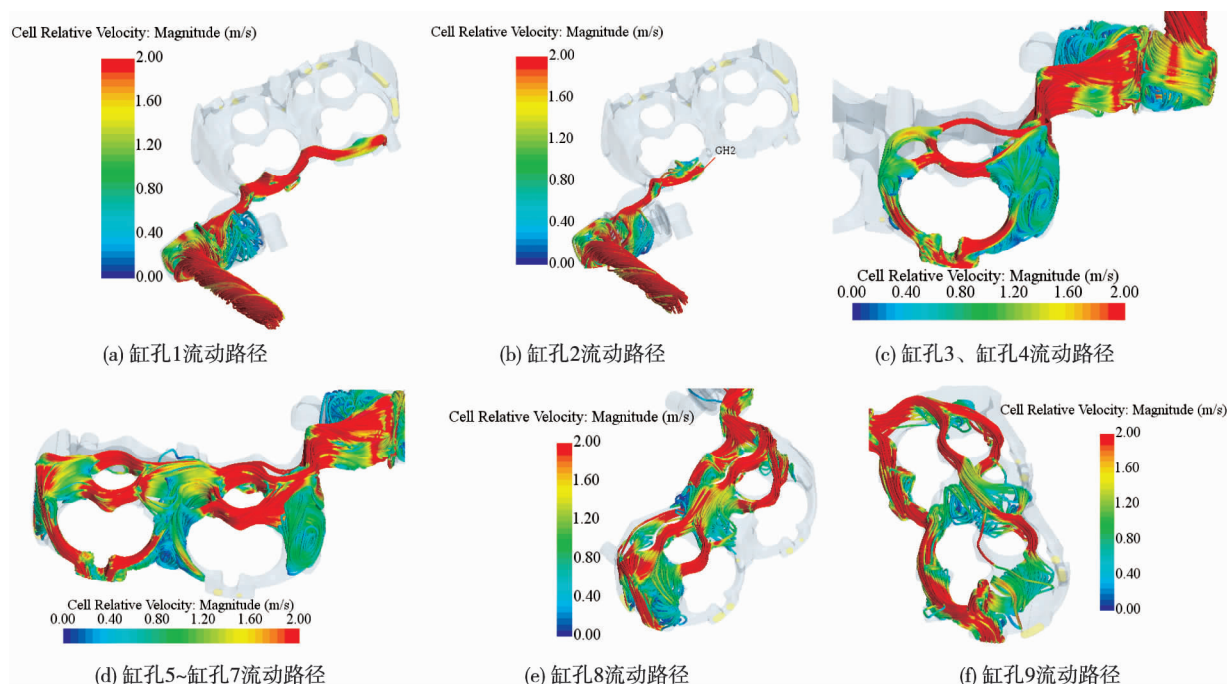 Cell Relative Velocity: Magnitude (m/s)
2.00
1.60
1.20
0.80
0.40
0.00
(a) 缸孔1流动路径
Cell Relative Velocity: Magnitude (m/s)
2.00
1.60
1.20
0.80
0.40
0.00
GH2
(b) 缸孔2流动路径
Cell Relative Velocity: Magnitude (m/s)
0.00 0.40 0.80 1.20 1.60 2.00
(c) 缸孔3、缸孔4流动路径
Cell Relative Velocity: Magnitude (m/s)
0.00 0.40 0.80 1.20 1.60 2.00
(d) 缸孔5~缸孔7流动路径
Cell Relative Velocity: Magnitude (m/s)
2.00
1.60
1.20
0.80
0.40
0.00
(e) 缸孔8流动路径
Cell Relative Velocity: Magnitude (m/s)
2.00
1.60
1.20
0.80
0.40
0.00
(f) 缸孔9流动路径